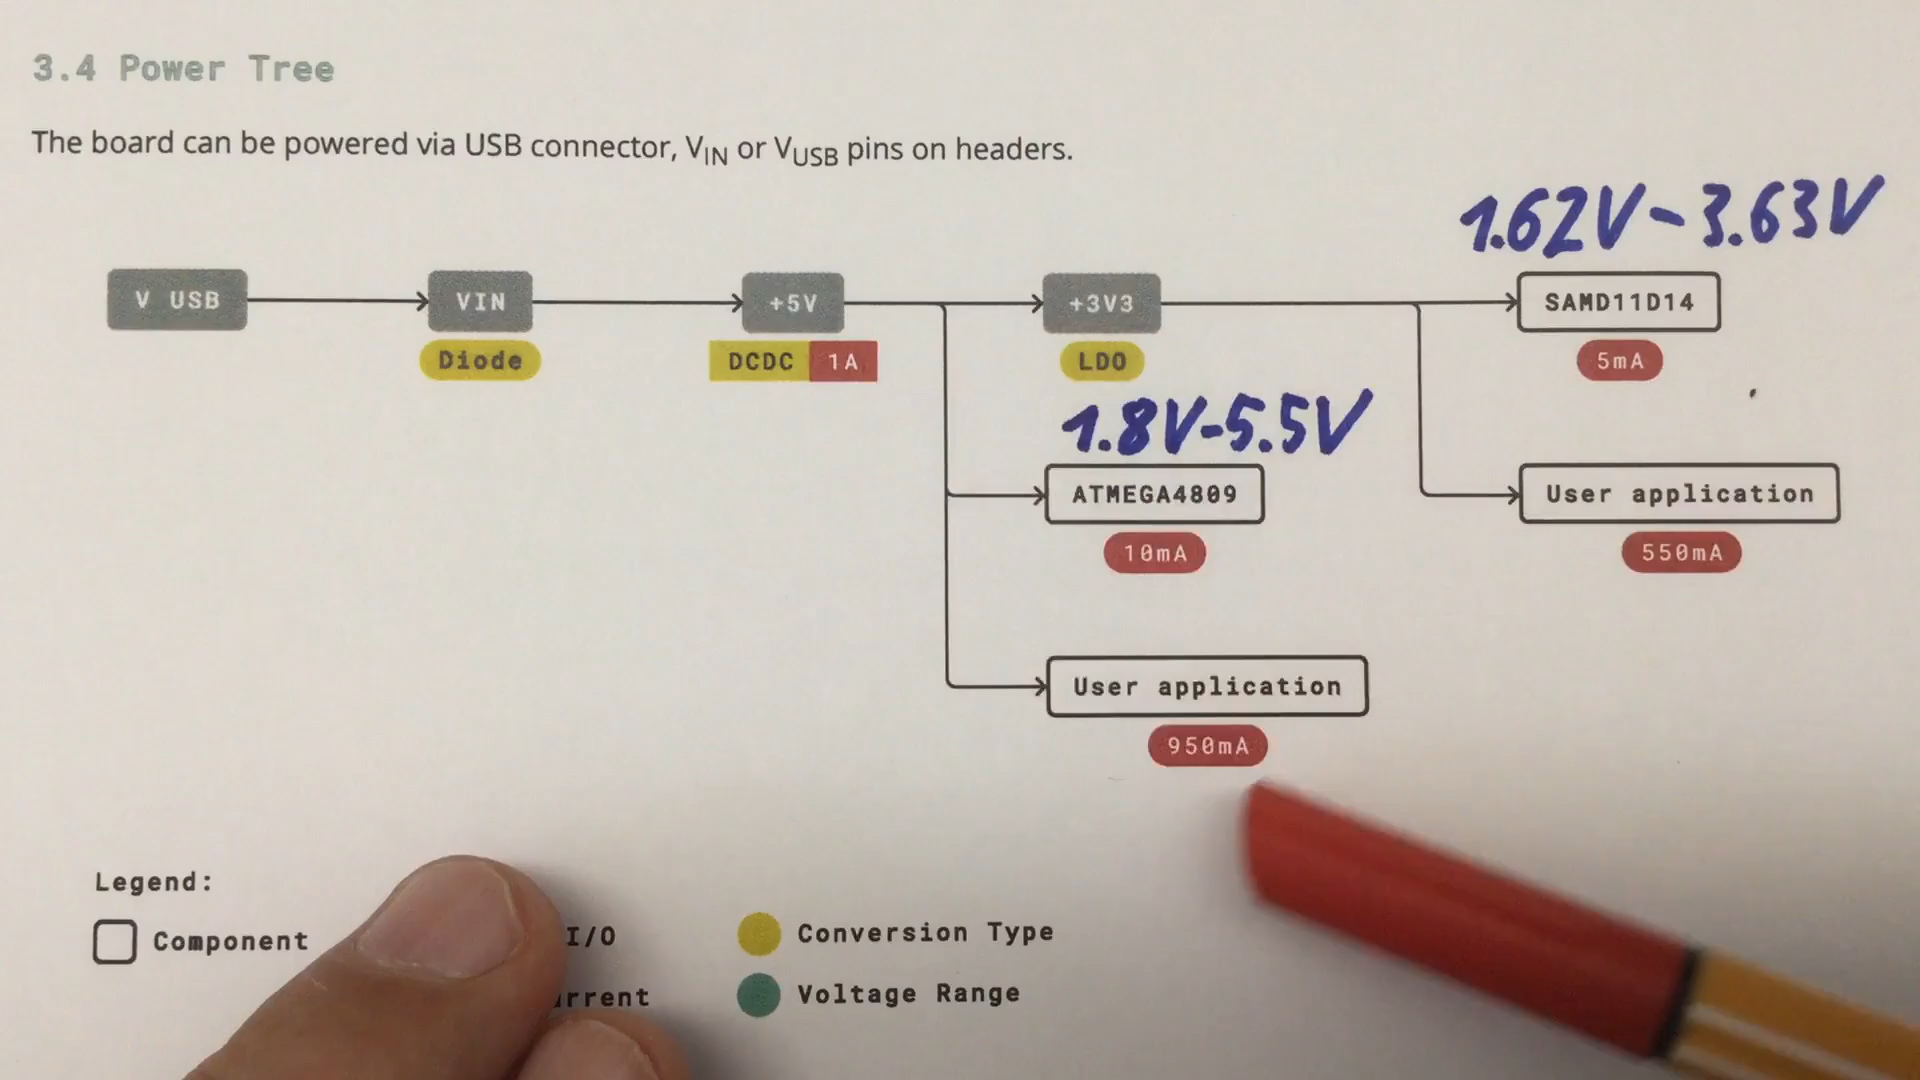 3.4 Power Tree
The board can be powered via USB connector, VIN or VUSB pins on headers.
1.62V-3.63V
V USB
VIN
+5V
+3V3
SAMD11D14
Diode
DCDC 1A
LDO
5mA
1.8V-5.5V
ATMEGA4809
User application
10mA
550mA
User application
950mA
Legend:
Component
I/O
Conversion Type
Voltage Range